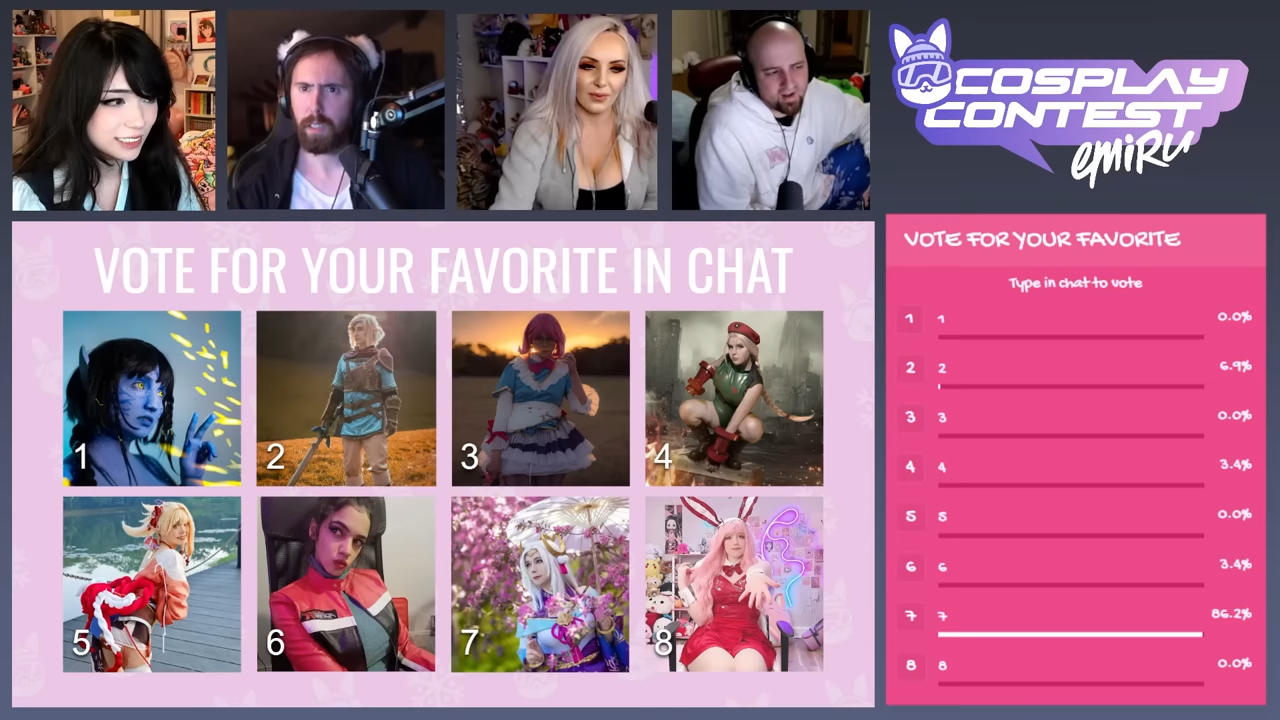 COSPLAY
CONTEST
emiru
VOTE FOR YOUR FAVORITE IN CHAT
1
2
3
4
5
6
7
8
VOTE FOR YOUR FAVORITE
Type in chat to vote
1 1 0.0%
2 2 6.9%
3 3 0.0%
4 4 3.4%
5 5 0.0%
6 6 3.4%
7 7 86.2%
8 8 0.0%